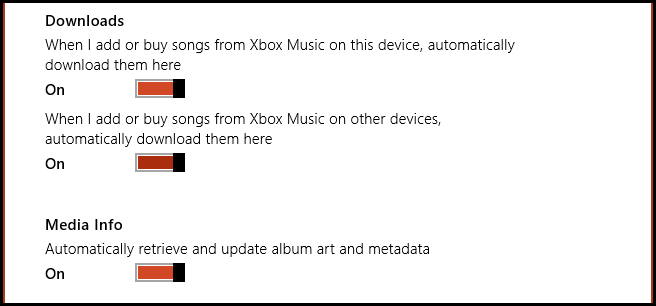 Downloads
When I add or buy songs from Xbox Music on this device, automatically
download them here
On
When I add or buy songs from Xbox Music on other devices,
automatically download them here
On
Media Info
Automatically retrieve and update album art and metadata
On